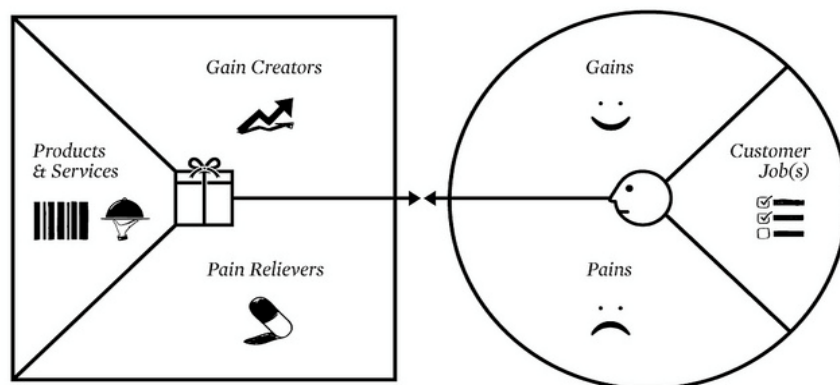 Gain Creators
Gains
Products
& Services
Customer
Job(s)
Pain Relievers
Pains